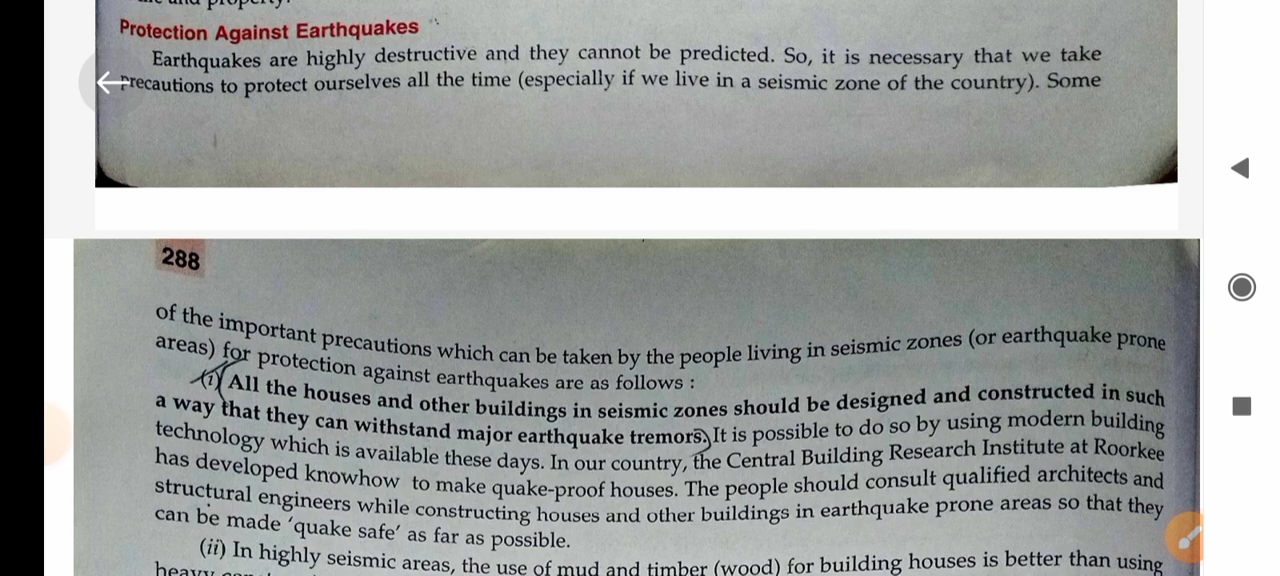 Protection Against Earthquakes
Earthquakes are highly destructive and they cannot be predicted. So, it is necessary that we take
precautions to protect ourselves all the time (especially if we live in a seismic zone of the country). Some
288
of the important precautions which can be taken by the people living in seismic zones (or earthquake prone
areas) for protection against earthquakes are as follows :
(i) All the houses and other buildings in seismic zones should be designed and constructed in such
a way that they can withstand major earthquake tremors. It is possible to do so by using modern building
technology which is available these days. In our country, the Central Building Research Institute at Roorkee
has developed knowhow to make quake-proof houses. The people should consult qualified architects and
structural engineers while constructing houses and other buildings in earthquake prone areas so that they
can be made ‘quake safe’ as far as possible.
(ii) In highly seismic areas, the use of mud and timber (wood) for building houses is better than using
heavy